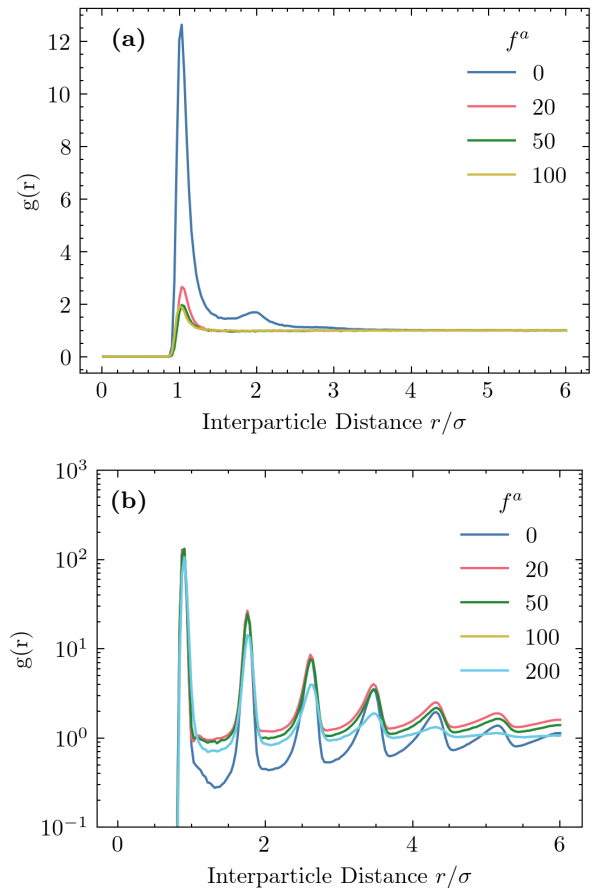 (a)
f^a
0
20
50
100
g(r)
12
10
8
6
4
2
0
0 1 2 3 4 5 6
Interparticle Distance r/σ
(b)
f^a
0
20
50
100
200
g(r)
10^3
10^2
10^1
10^0
10^−1
0 2 4 6
Interparticle Distance r/σ